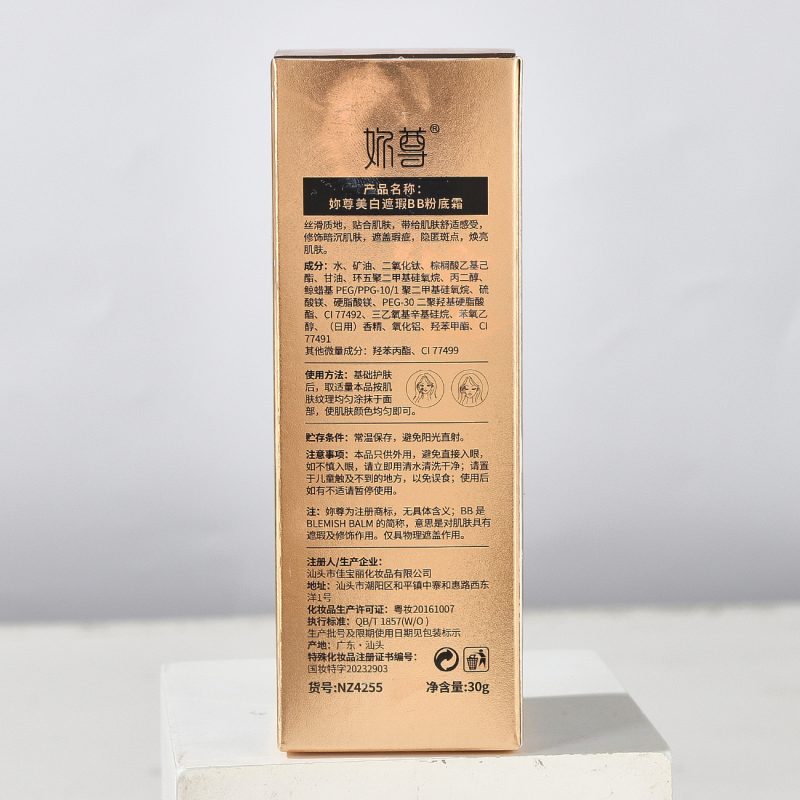 妳尊®
产品名称：
妳尊美白遮瑕BB粉底霜
丝滑质地，贴合肌肤，带给肌肤舒适感受，
修饰暗沉肌肤，遮盖瑕疵，隐匿斑点，焕亮
肌肤。
成分：水、矿油、二氧化钛、棕榈酸乙基己
酯、甘油、环五聚二甲基硅氧烷、丙二醇、
鲸蜡基 PEG/PPG-10/1 聚二甲基硅氧烷、硫
酸镁、硬脂酸镁、PEG-30 二聚羟基硬脂酸
酯、CI 77492、三乙氧基辛基硅烷、苯氧乙
醇、（日用）香精、氧化铝、羟苯甲酯、CI
77491
其他微量成分：羟苯丙酯、CI 77499
使用方法：基础护肤
后，取适量本品按肌
肤纹理均匀涂抹于面
部，使肌肤颜色均匀即可。
贮存条件：常温保存，避免阳光直射。
注意事项：本品只供外用，避免直接入眼，
如不慎入眼，请立即用清水清洗干净；请置
于儿童触及不到的地方，以免误食；使用后
如有不适请暂停使用。
注：妳尊为注册商标，无具体含义；BB 是
BLEMISH BALM 的简称，意思是对肌肤具有
遮瑕及修饰作用。仅具物理遮盖作用。
注册人/生产企业：
汕头市佳宝丽化妆品有限公司
地址：汕头市潮阳区和平镇中寨和惠路西东
洋1号
化妆品生产许可证：粤妆20161007
执行标准：QB/T 1857(W/O )
生产批号及限期使用日期见包装标示
产地：广东·汕头
特殊化妆品注册证书编号：
国妆特字20232903
货号:NZ4255 净含量:30g